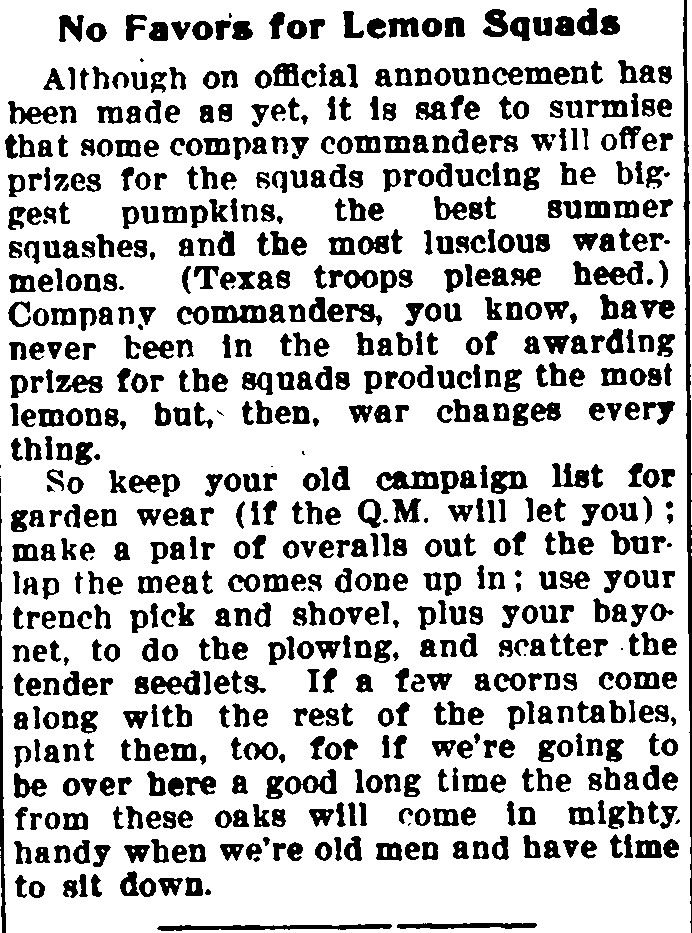 No Favors for Lemon Squads
Although on official announcement has
been made as yet, it is safe to surmise
that some company commanders will offer
prizes for the squads producing he big-
gest pumpkins, the best summer
squashes, and the most luscious water-
melons. (Texas troops please heed.)
Company commanders, you know, have
never been in the habit of awarding
prizes for the squads producing the most
lemons, but, then, war changes every
thing.
So keep your old campaign list for
garden wear (if the Q.M. will let you);
make a pair of overalls out of the bur-
lap the meat comes done up in; use your
trench pick and shovel, plus your bayo-
net, to do the plowing, and scatter the
tender seedlets. If a few acorns come
along with the rest of the plantables,
plant them, too, for if we're going to
be over here a good long time the shade
from these oaks will come in mighty
handy when we're old men and have time
to sit down.